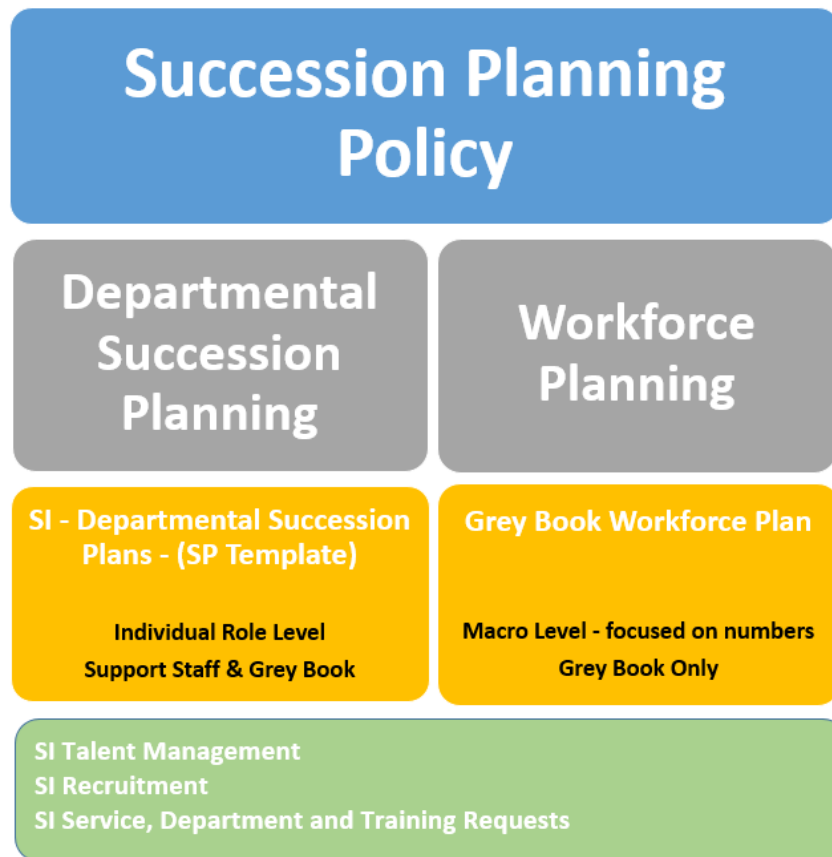 Succession Planning
Policy
Departmental
Succession
Planning
Workforce
Planning
SI - Departmental Succession
Plans - (SP Template)
Individual Role Level
Support Staff & Grey Book
Grey Book Workforce Plan
Macro Level - focused on numbers
Grey Book Only
SI Talent Management
SI Recruitment
SI Service, Department and Training Requests